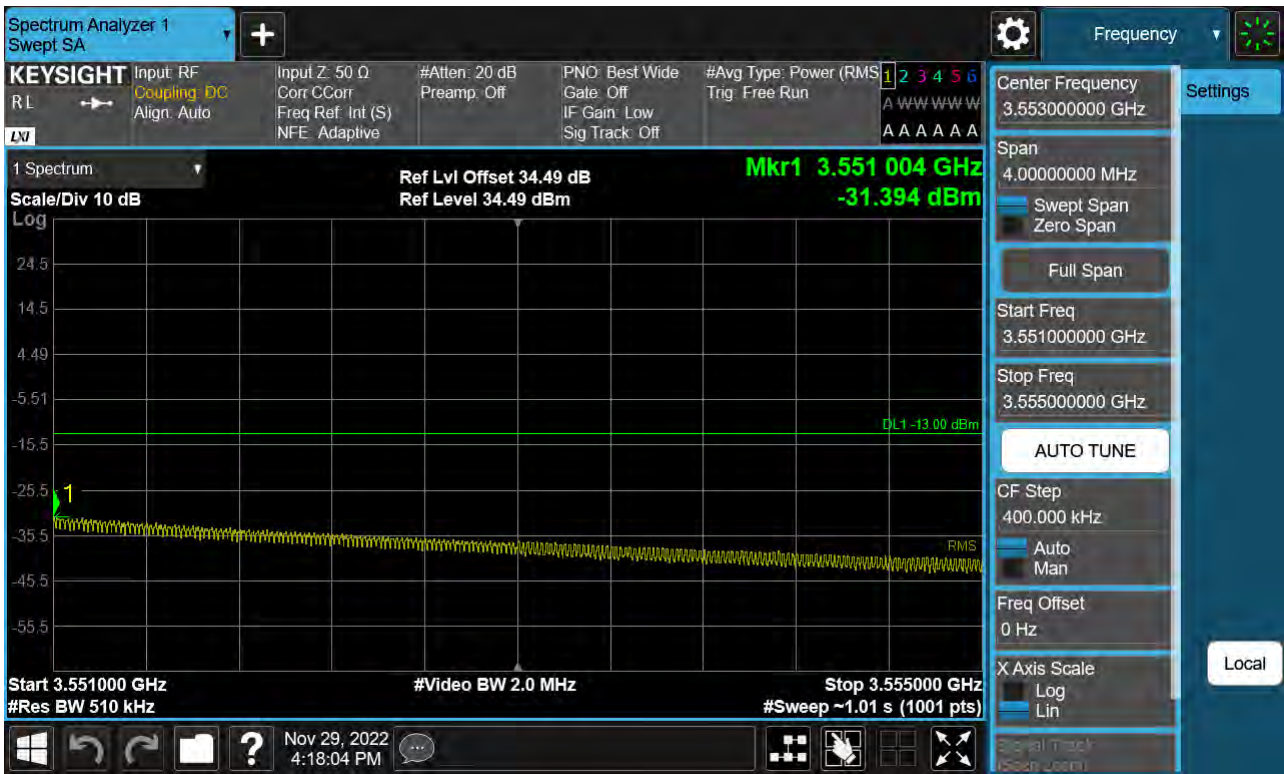 Spectrum Analyzer 1
Swept SA
Frequency
KEYSIGHT
R L
LXI
Input: RF
Coupling: DC
Align: Auto
Input Z: 50 Ω
Corr CCorr
Freq Ref: Int (S)
NFE: Adaptive
#Atten: 20 dB
Preamp: Off
PNO: Best Wide
Gate: Off
IF Gain: Low
Sig Track: Off
#Avg Type: Power (RMS
Trig: Free Run
1 2 3 4 5 6
A W W W W W
A A A A A A
1 Spectrum
Scale/Div 10 dB
Log
Ref Lvl Offset 34.49 dB
Ref Level 34.49 dBm
Mkr1 3.551 004 GHz
-31.394 dBm
24.5
14.5
4.49
-5.51
-15.5
-25.5
-35.5
-45.5
-55.5
DL1 -13.00 dBm
1
RMS
Start 3.551000 GHz
#Res BW 510 kHz
#Video BW 2.0 MHz
Stop 3.555000 GHz
#Sweep ~1.01 s (1001 pts)
Center Frequency
3.553000000 GHz
Span
4.00000000 MHz
Swept Span
Zero Span
Full Span
Start Freq
3.551000000 GHz
Stop Freq
3.555000000 GHz
AUTO TUNE
CF Step
400.000 kHz
Auto
Man
Freq Offset
0 Hz
X Axis Scale
Log
Lin
Signal Track
(Span Zoom)
Settings
Local
?
Nov 29, 2022
4:18:04 PM